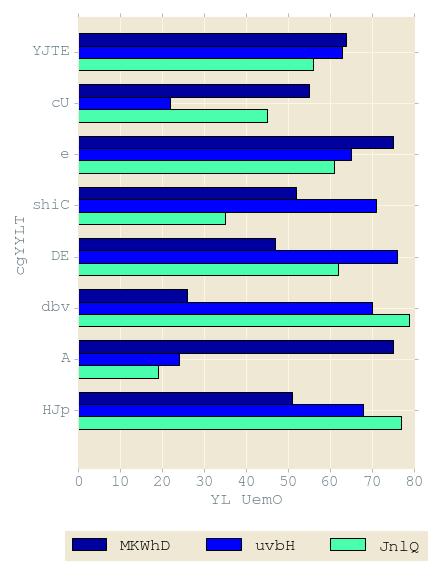 YJTE
cU
e
shiC
DE
dbv
A
HJp
cgYYLT
0 10 20 30 40 50 60 70 80
YL UemO
MKWhD uvbH JnlQ